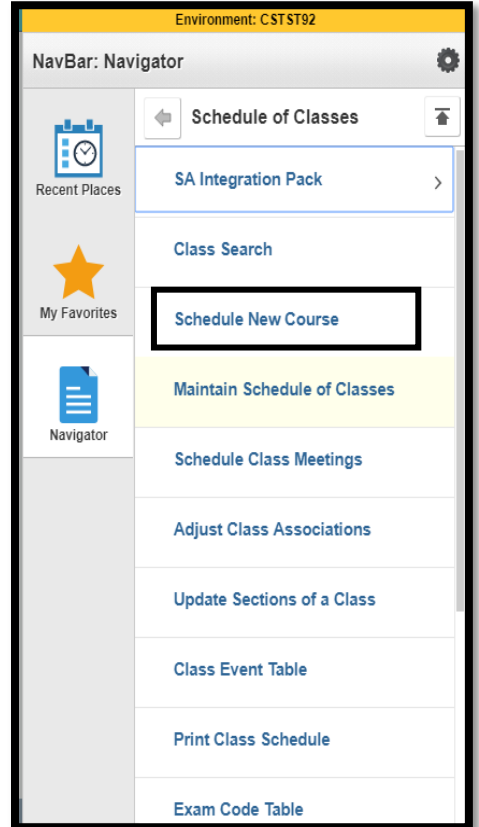 Environment: CSTST92
NavBar: Navigator
Recent Places
My Favorites
Navigator
Schedule of Classes
SA Integration Pack
Class Search
Schedule New Course
Maintain Schedule of Classes
Schedule Class Meetings
Adjust Class Associations
Update Sections of a Class
Class Event Table
Print Class Schedule
Exam Code Table